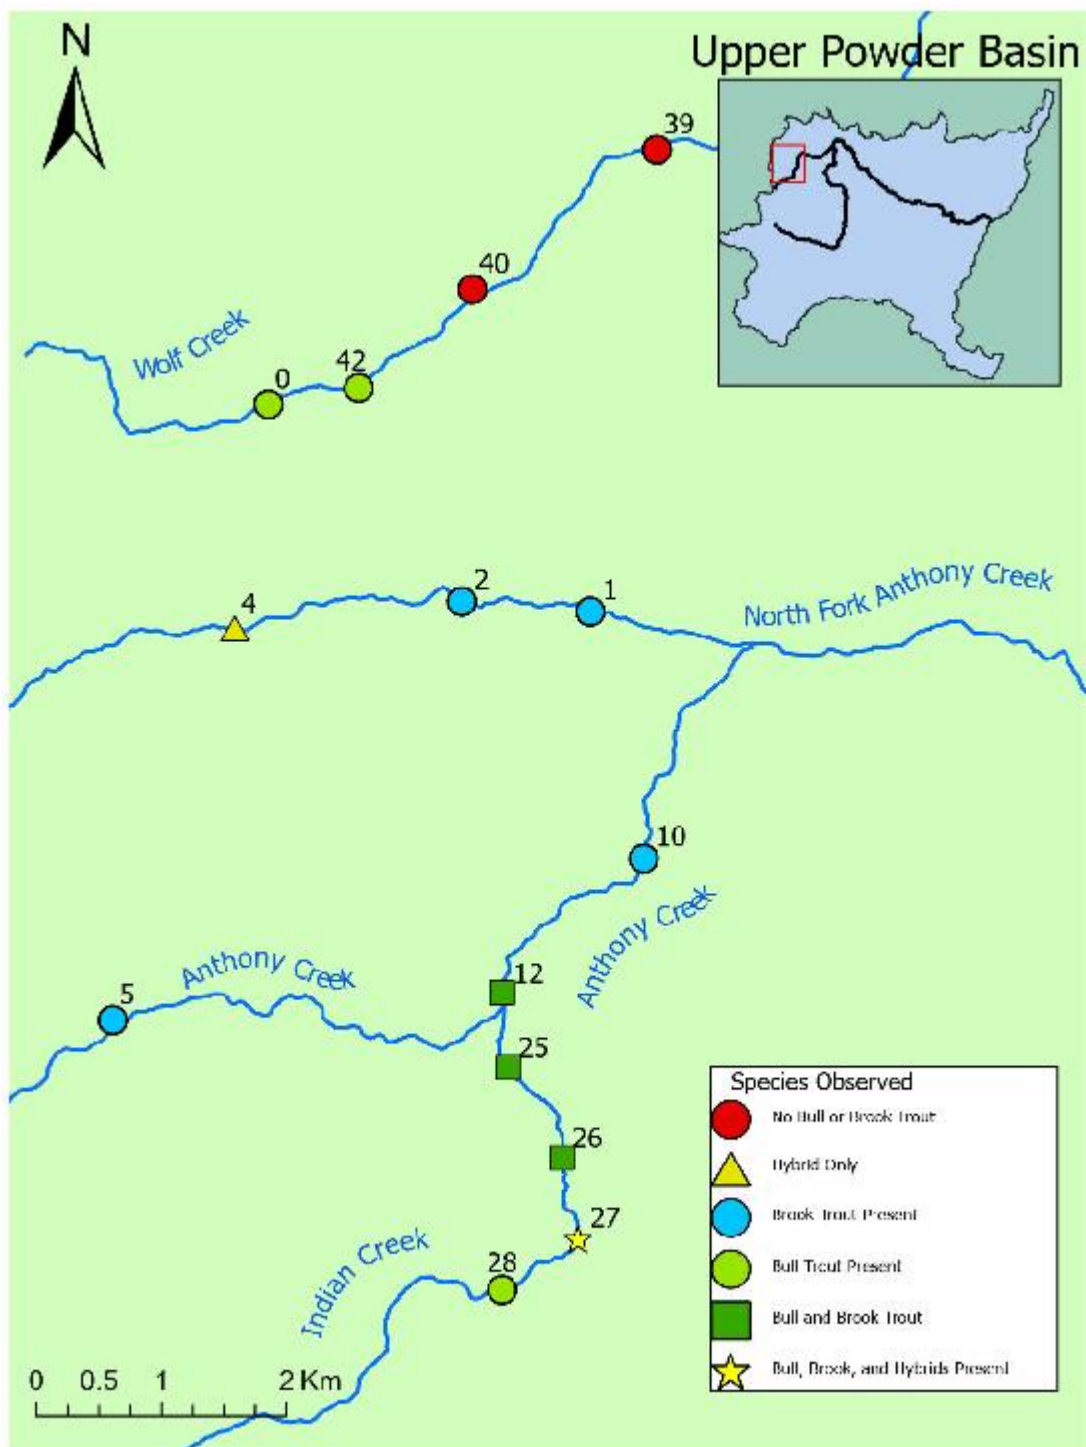 N
Upper Powder Basin
39
40
Wolf Creek
0
42
4
2
1
North Fork Anthony Creek
10
Anthony Creek
12
Anthony Creek
5
25
26
27
28
Indian Creek
Species Observed
No Bull or Brook Trout
Hybrid Only
Brook Trout Present
Bull Trout Present
Bull and Brook Trout
Bull, Brook, and Hybrids Present
0 0.5 1 2 Km